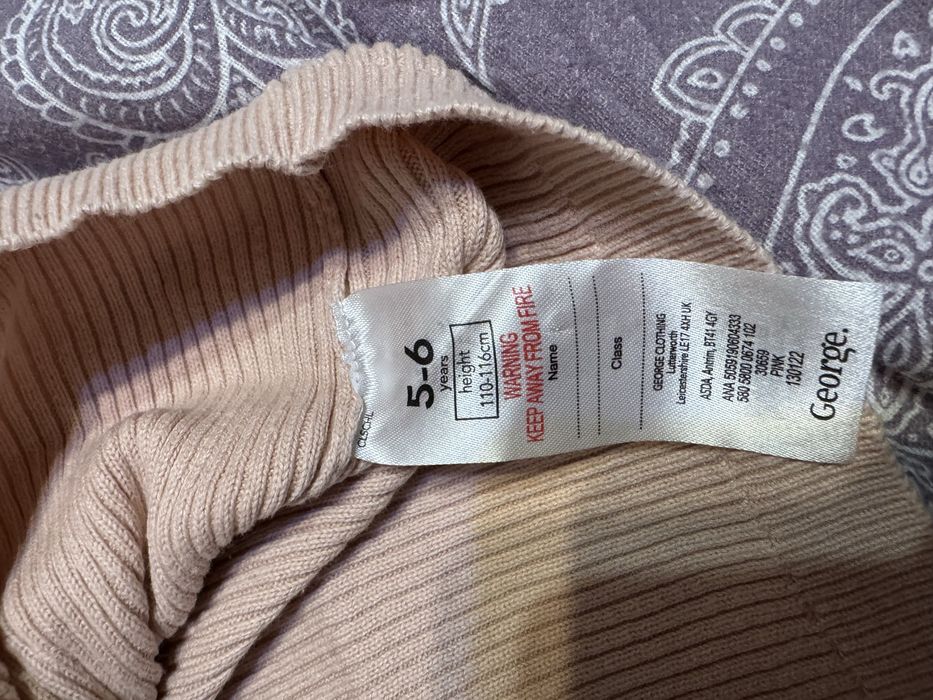 5-6
years
height
110-116cm
WARNING
KEEP AWAY FROM FIRE
Name
Class
GEORGE CLOTHING
Lutterworth
Leicestershire LE17 4XH UK
ASDA, Antrim, BT41 4GY
ANA 5059190604333
580 5800 0674 102
30659
PINK
130122
George.